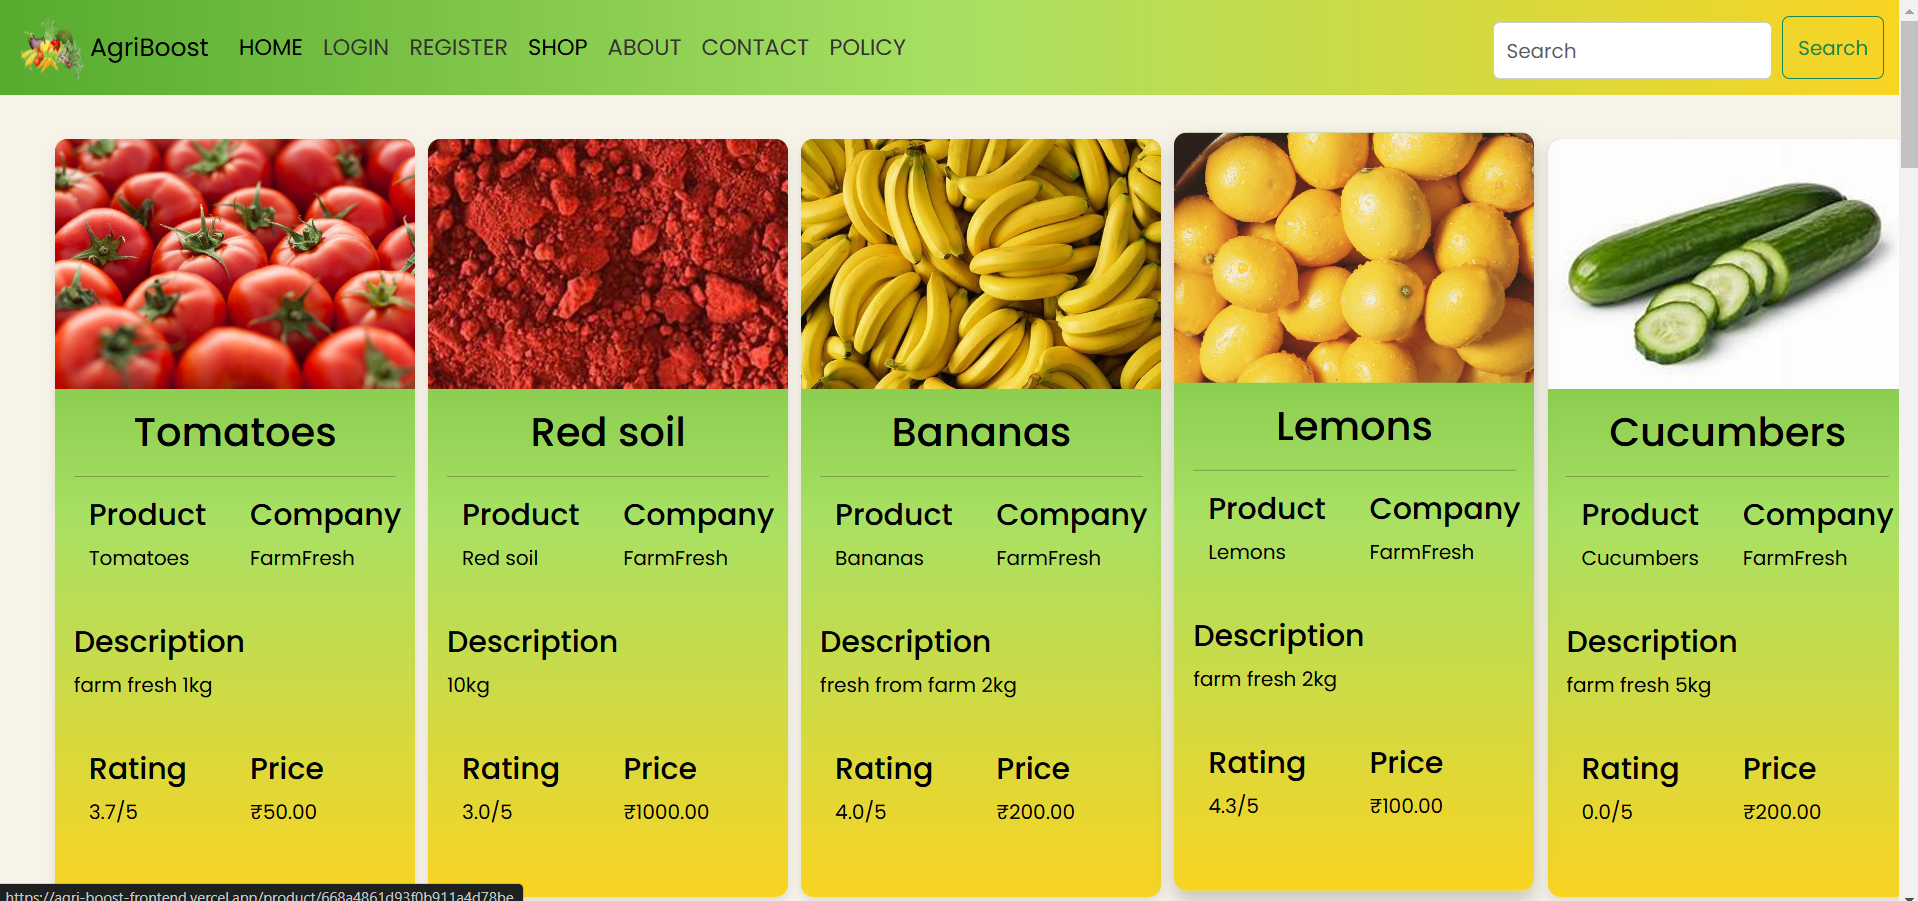 AgriBoost HOME LOGIN REGISTER SHOP ABOUT CONTACT POLICY Search Search
Tomatoes
Product Company
Tomatoes FarmFresh
Description
farm fresh 1kg
Rating Price
3.7/5 ₹50.00
Red soil
Product Company
Red soil FarmFresh
Description
10kg
Rating Price
3.0/5 ₹1000.00
Bananas
Product Company
Bananas FarmFresh
Description
fresh from farm 2kg
Rating Price
4.0/5 ₹200.00
Lemons
Product Company
Lemons FarmFresh
Description
farm fresh 2kg
Rating Price
4.3/5 ₹100.00
Cucumbers
Product Company
Cucumbers FarmFresh
Description
farm fresh 5kg
Rating Price
0.0/5 ₹200.00
https://agri-boost-frontend.vercel.app/product/668a4861d93f0b911a4d78be